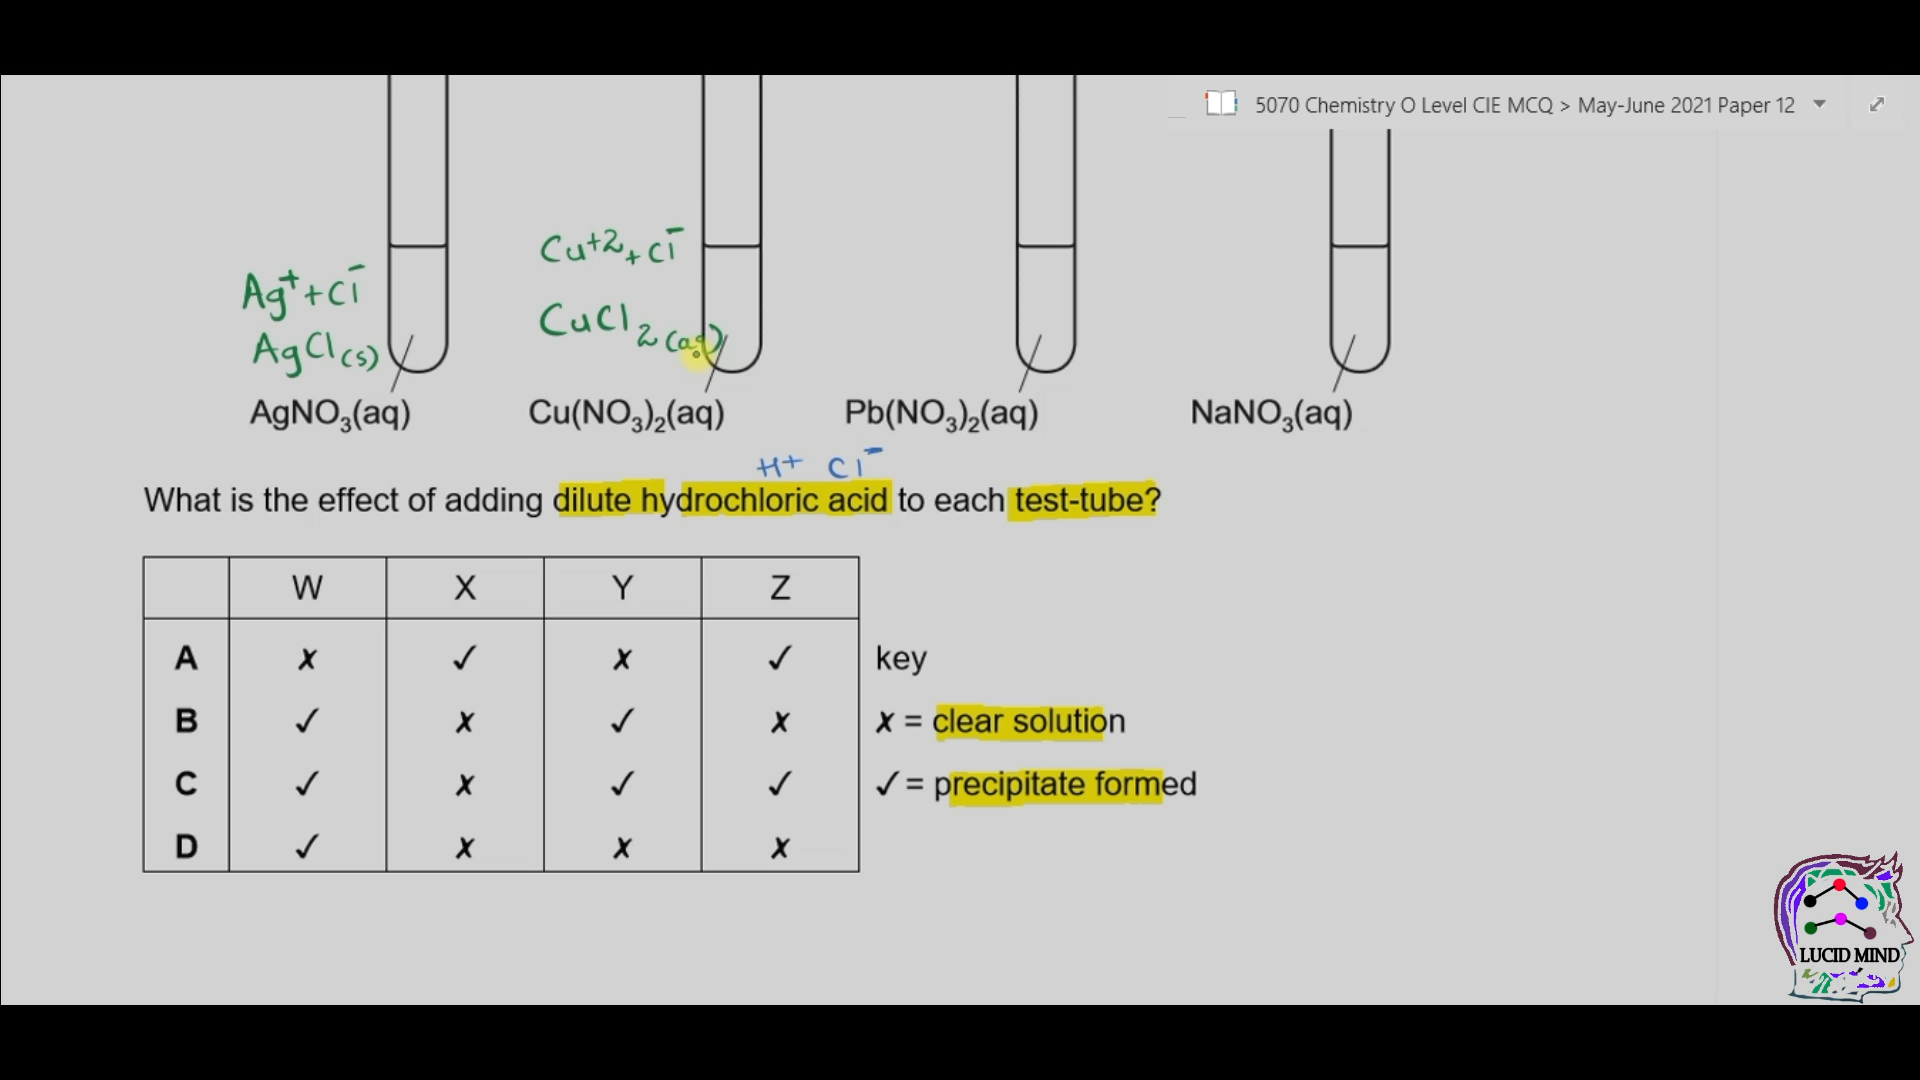 5070 Chemistry O Level CIE MCQ > May-June 2021 Paper 12
Cu+2 + Cl⁻
Ag⁺ + Cl⁻
CuCl₂(aq)
AgCl(s)
AgNO₃(aq) Cu(NO₃)₂(aq) Pb(NO₃)₂(aq) NaNO₃(aq)
H⁺ Cl⁻
What is the effect of adding dilute hydrochloric acid to each test-tube?
W X Y Z
A ✗ ✓ ✗ ✓ key
B ✓ ✗ ✓ ✗ ✗ = clear solution
C ✓ ✗ ✓ ✓ ✓ = precipitate formed
D ✓ ✗ ✗ ✗
LUCID MIND